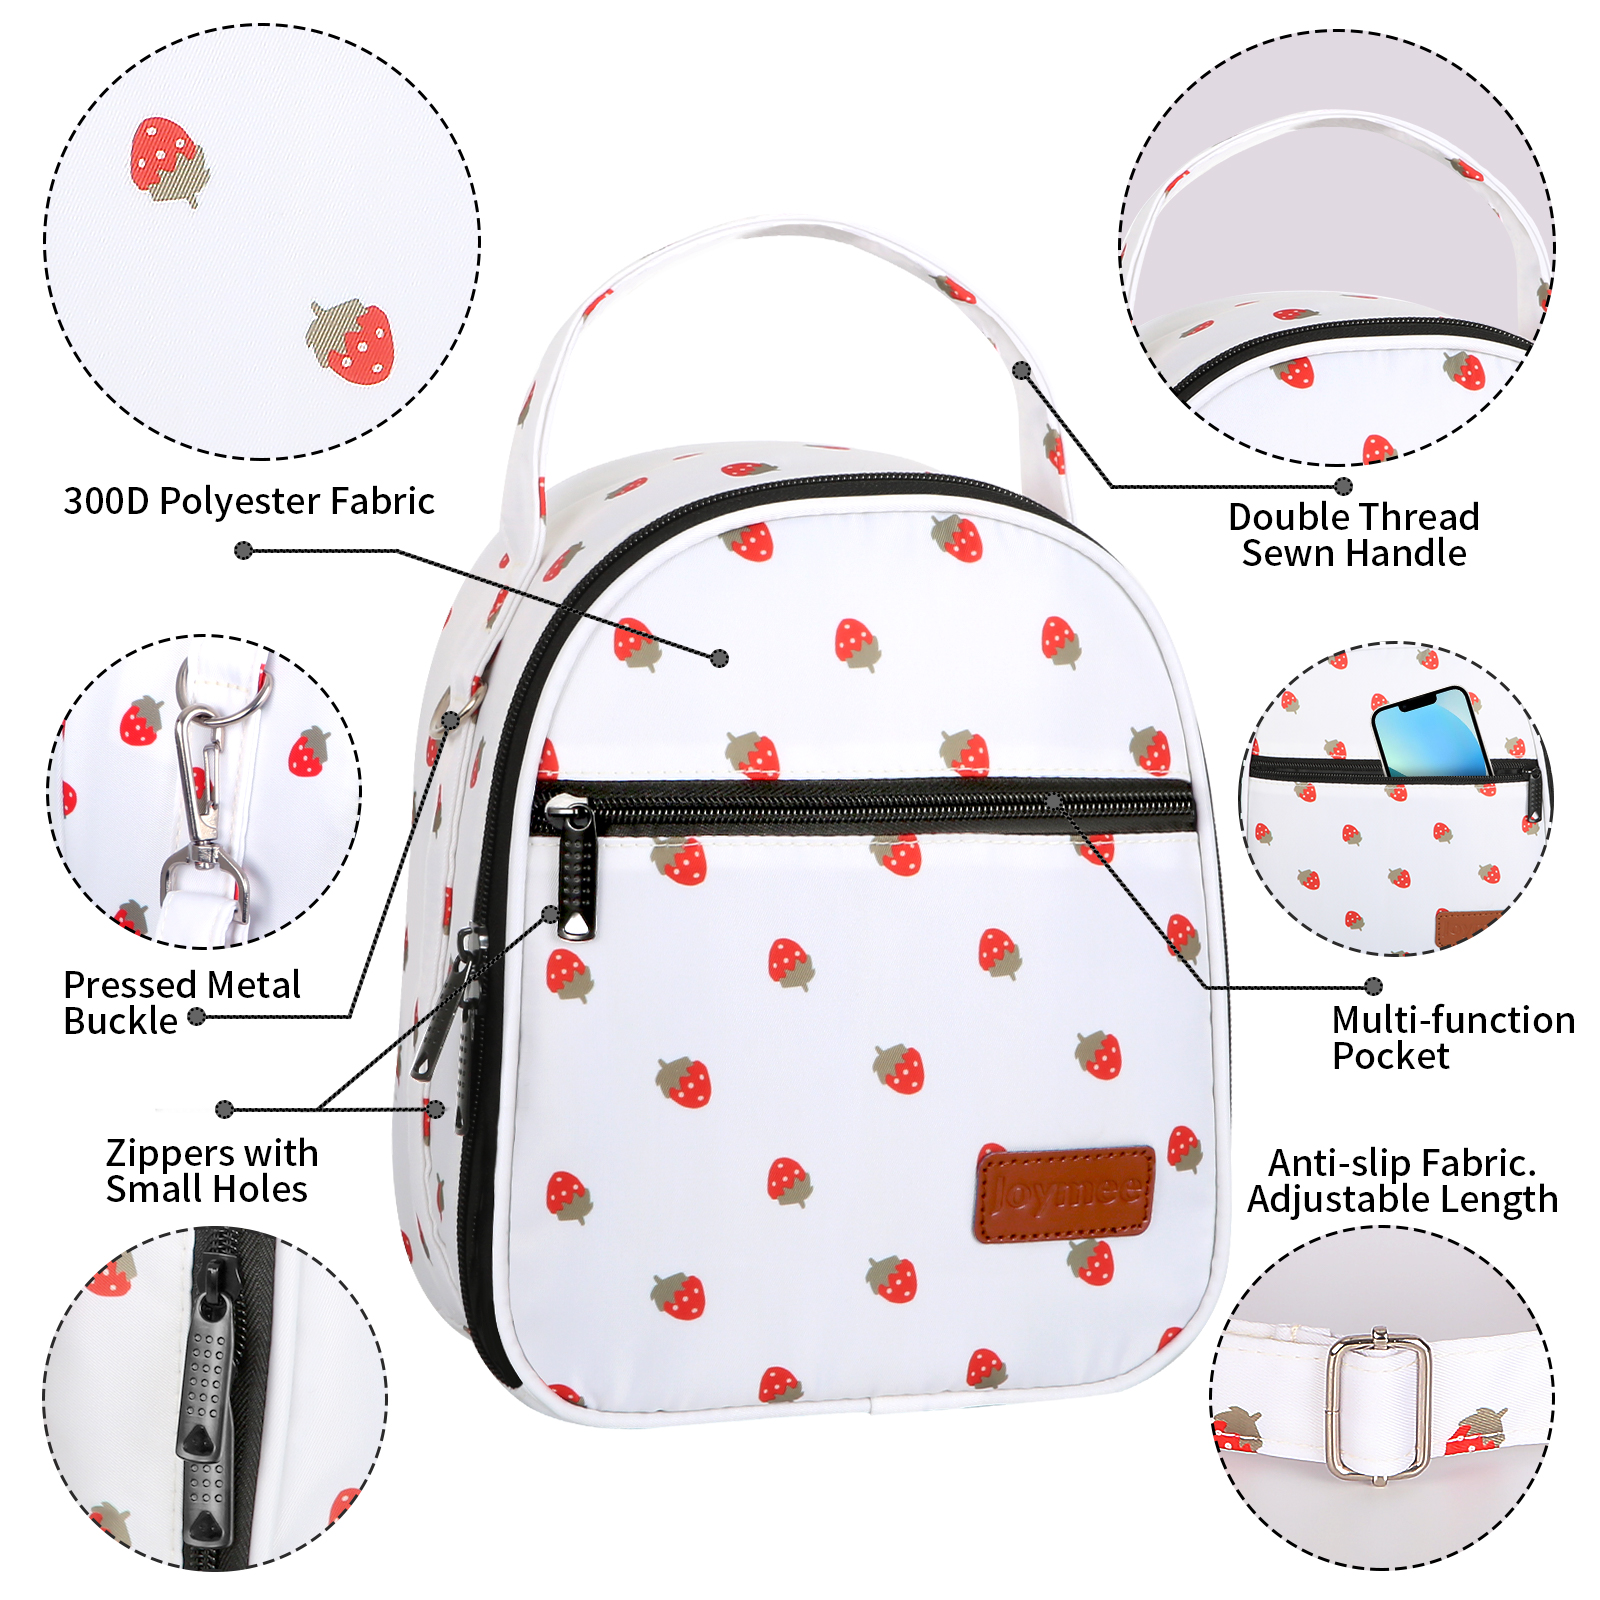 300D Polyester Fabric
Double Thread
Sewn Handle
Pressed Metal
Buckle
Multi-function
Pocket
Zippers with
Small Holes
Anti-slip Fabric.
Adjustable Length
Joymee